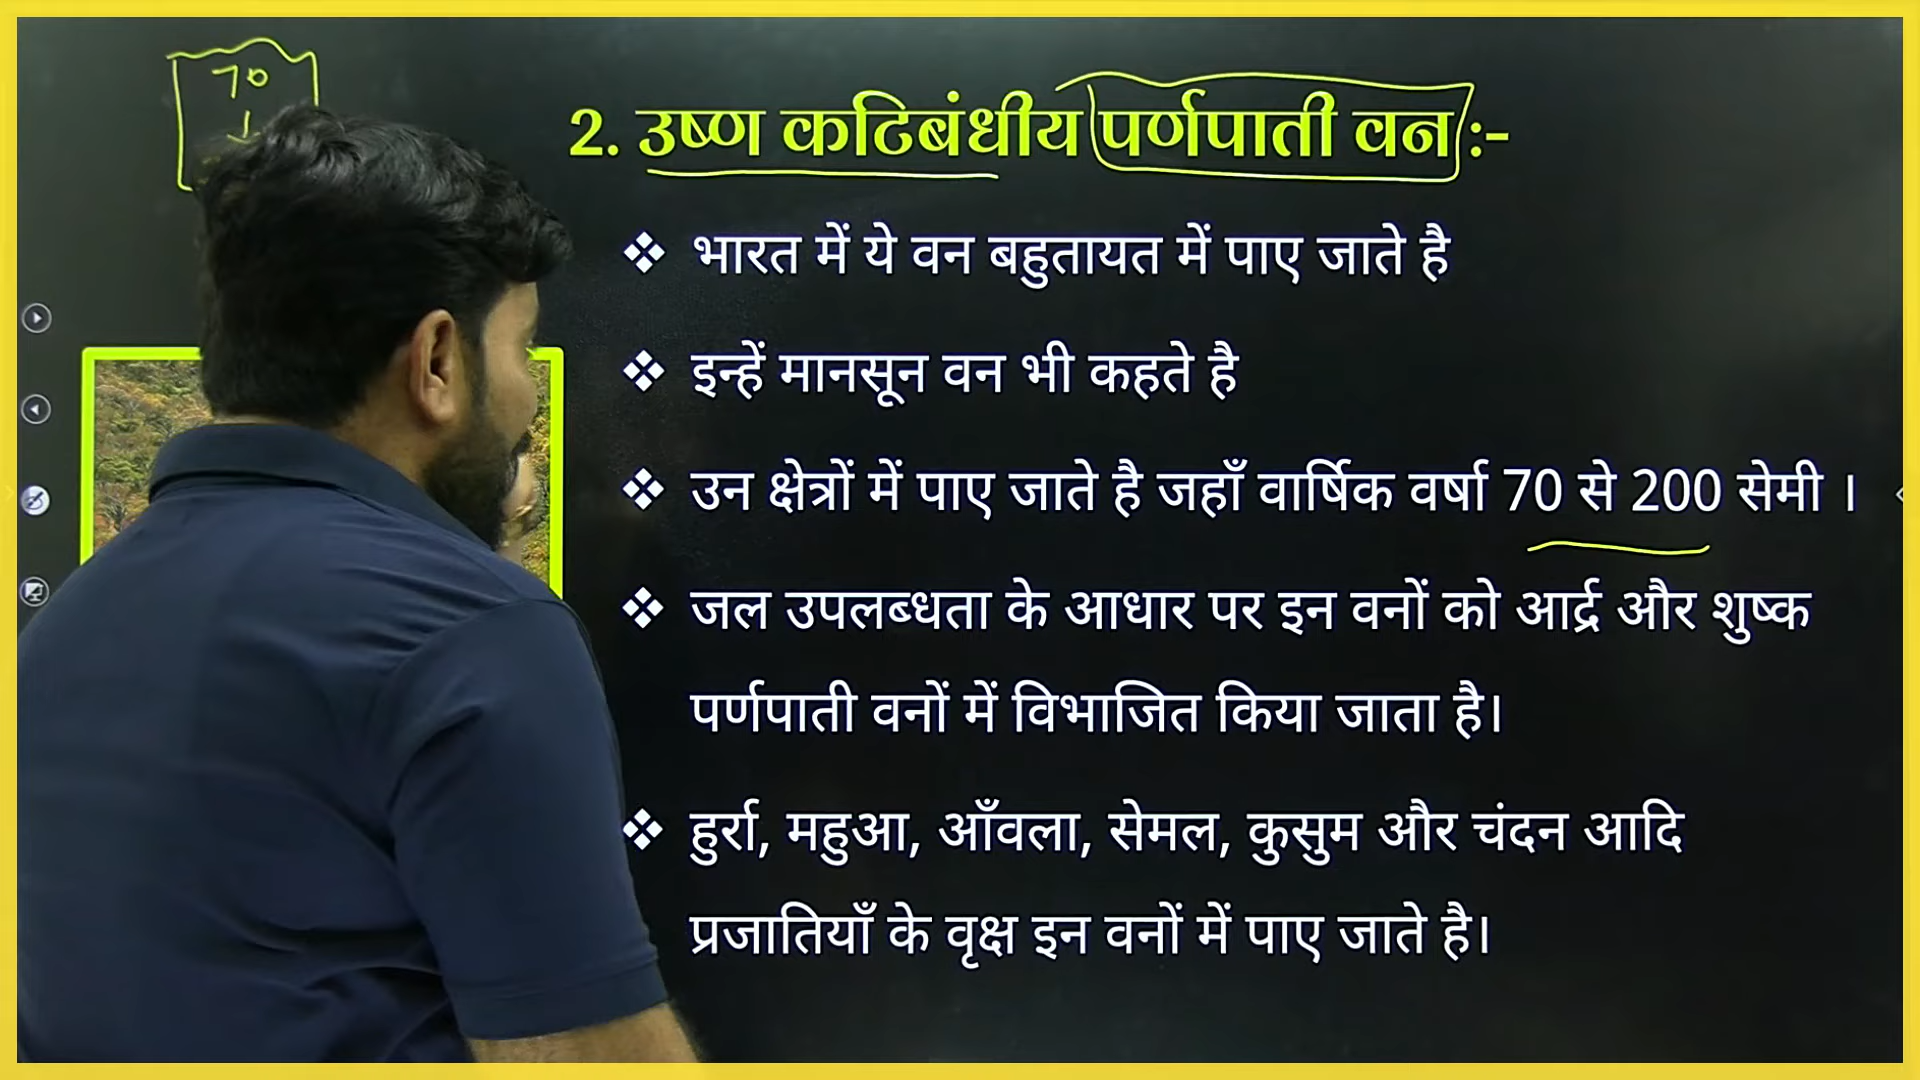 70
↓
2. उष्ण कटिबंधीय पर्णपाती वन :-
❖ भारत में ये वन बहुतायत में पाए जाते है
❖ इन्हें मानसून वन भी कहते है
❖ उन क्षेत्रों में पाए जाते है जहाँ वार्षिक वर्षा 70 से 200 सेमी ।
❖ जल उपलब्धता के आधार पर इन वनों को आर्द्र और शुष्क
पर्णपाती वनों में विभाजित किया जाता है।
❖ हुर्रा, महुआ, आँवला, सेमल, कुसुम और चंदन आदि
प्रजातियाँ के वृक्ष इन वनों में पाए जाते है।